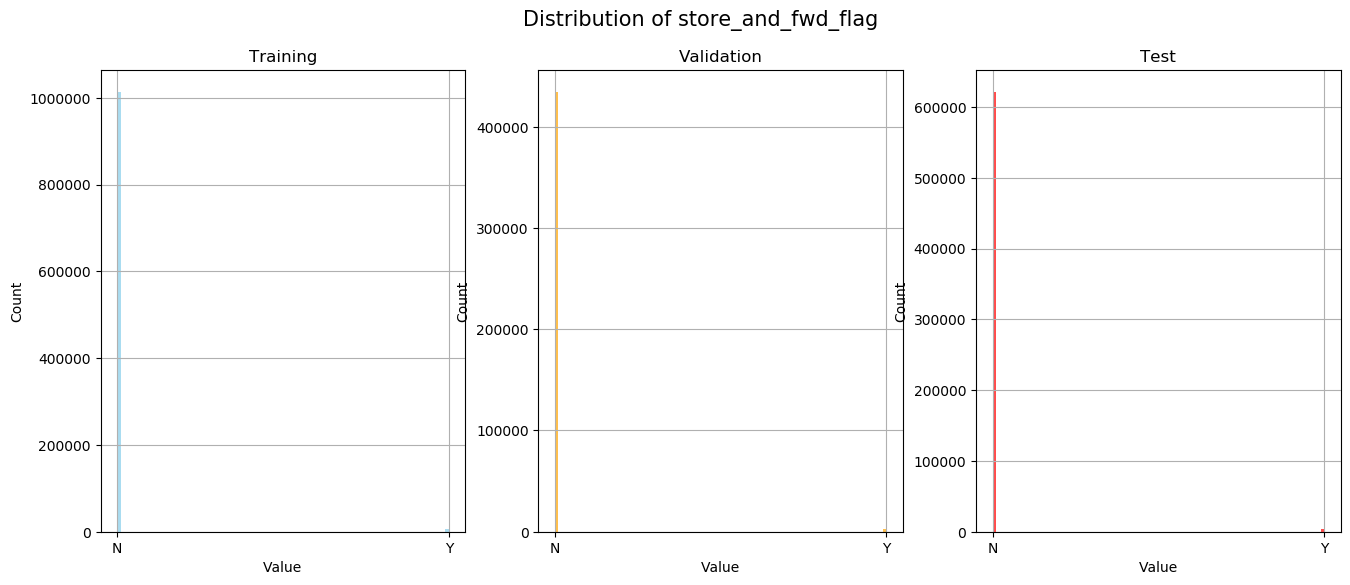 Distribution of store_and_fwd_flag
Training
1000000
800000
600000
400000
200000
0
Count
N
Y
Value
Validation
400000
300000
200000
100000
0
Count
N
Y
Value
Test
600000
500000
400000
300000
200000
100000
0
Count
N
Y
Value